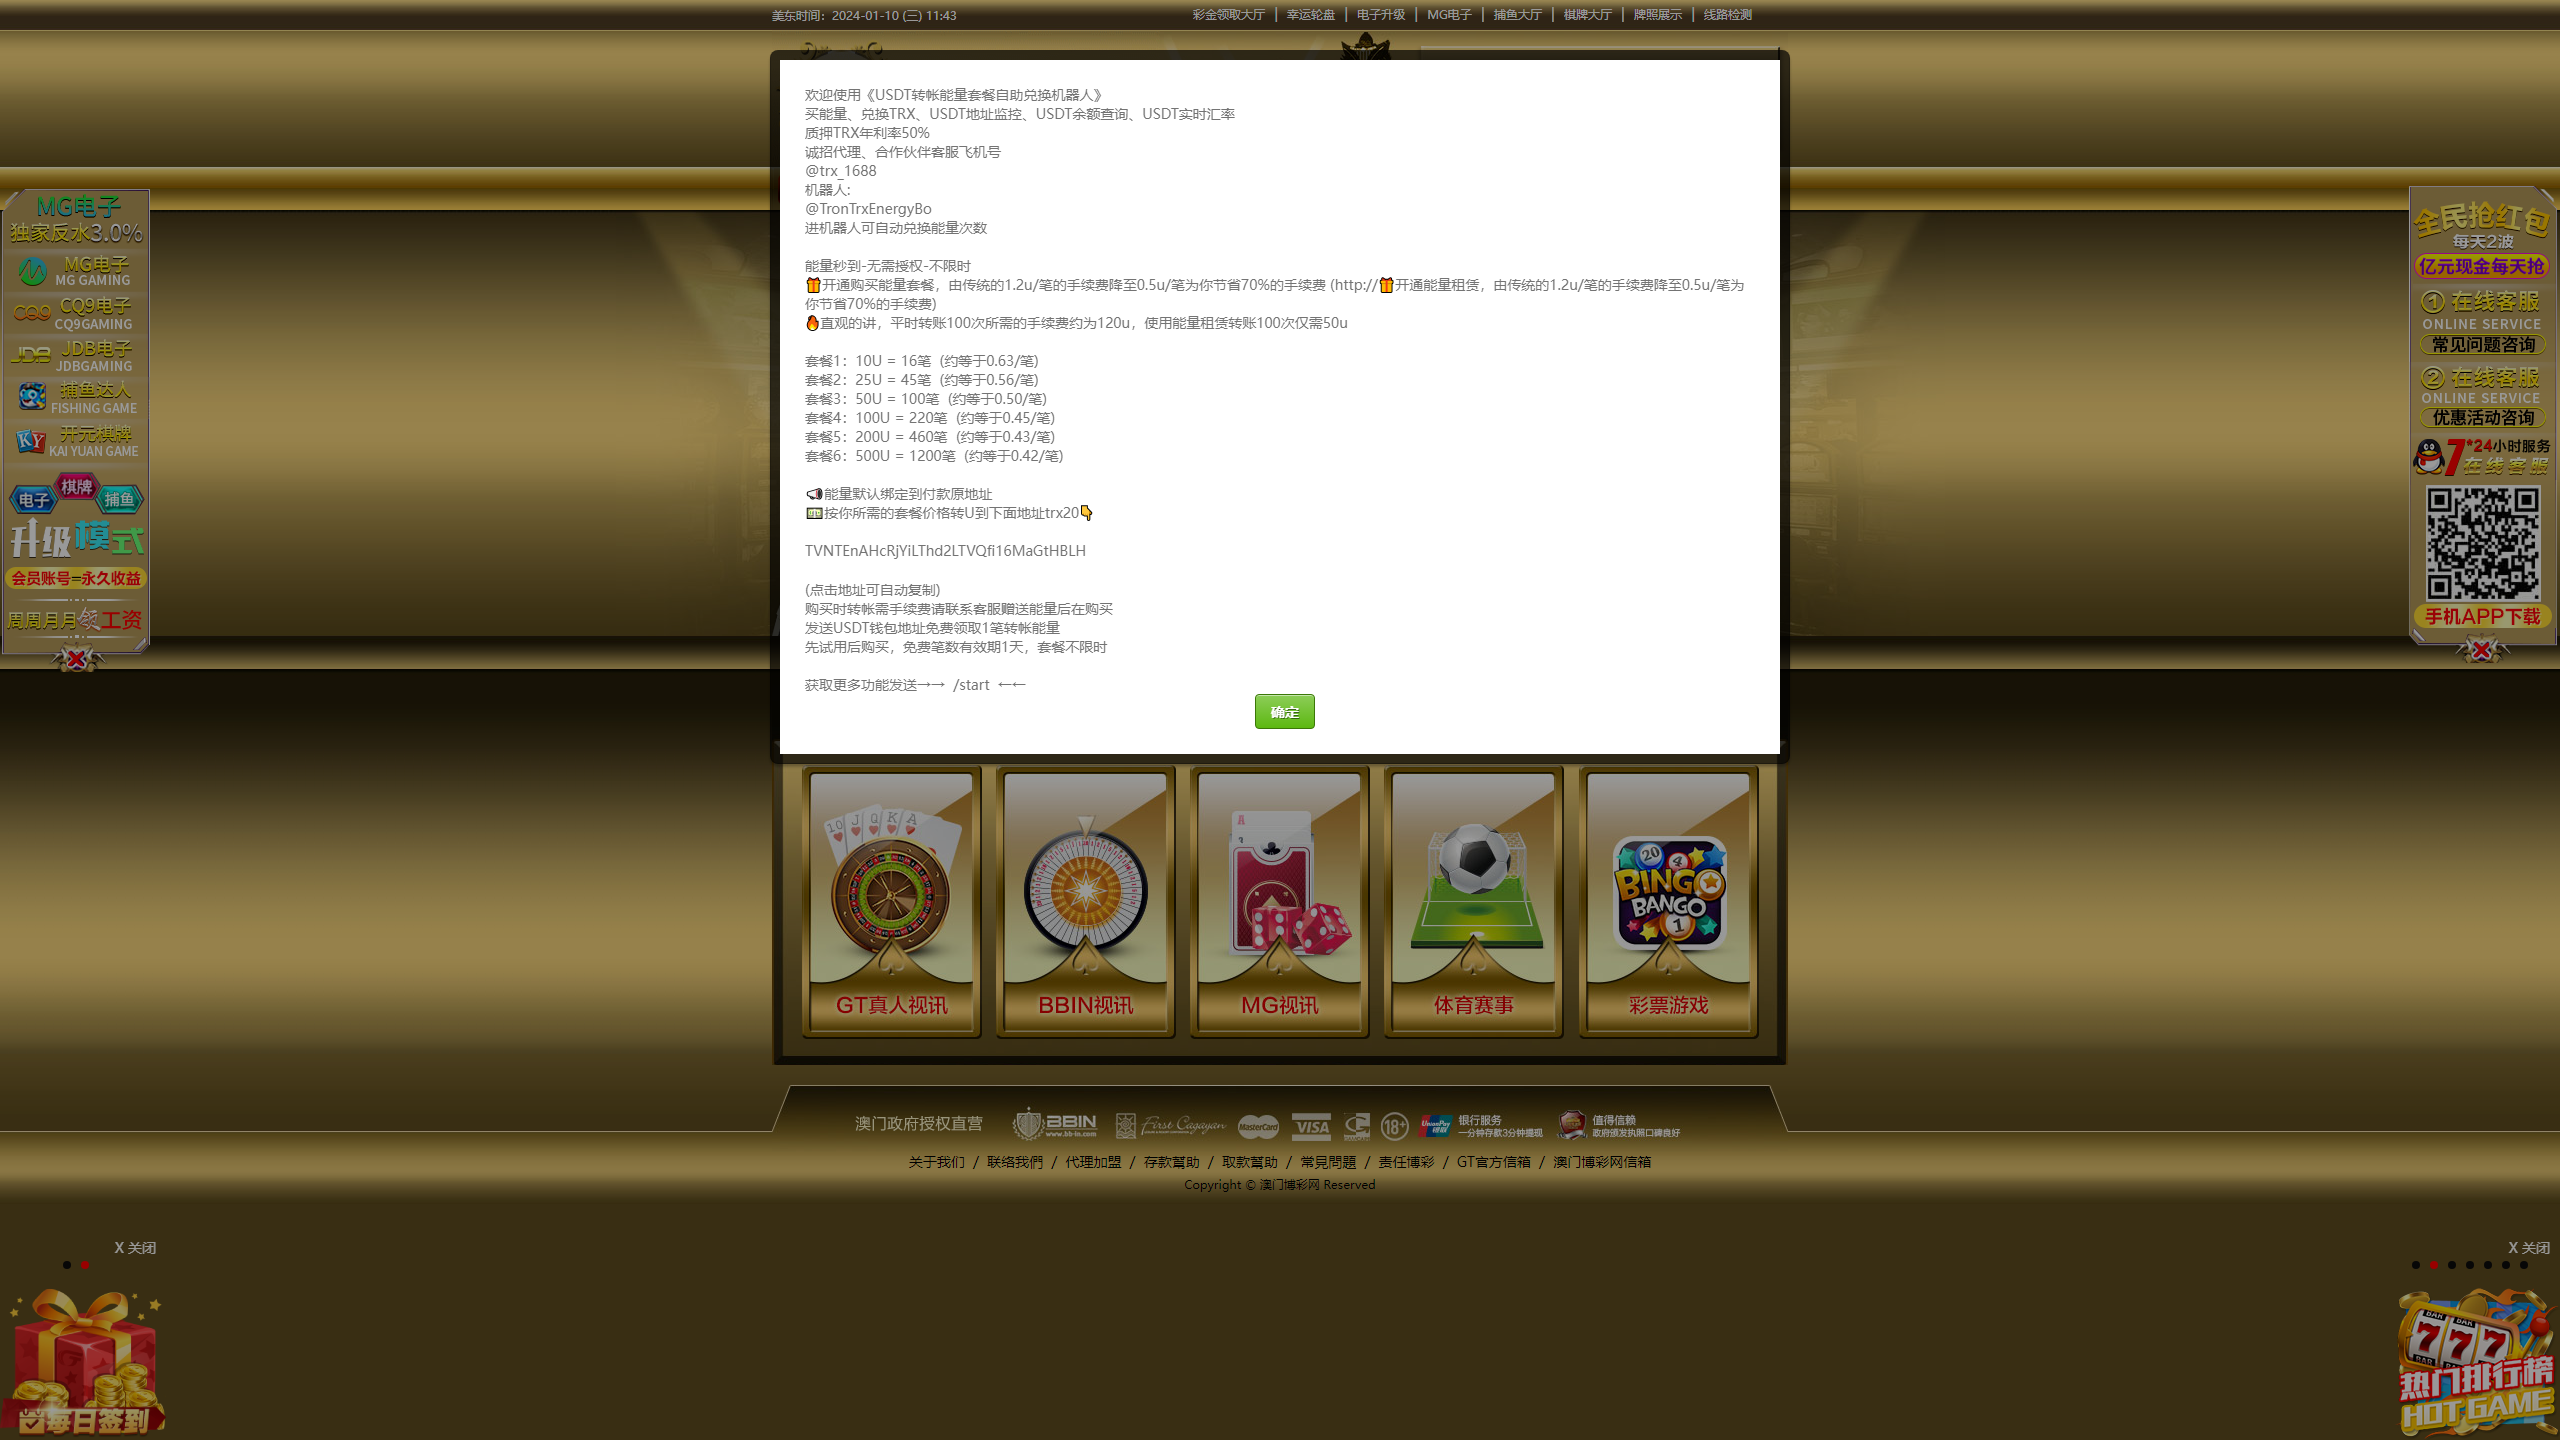 美东时间：2024-01-10 (三) 11:43
彩金领取大厅 | 幸运轮盘 | 电子升级 | MG电子 | 捕鱼大厅 | 棋牌大厅 | 牌照展示 | 线路检测
欢迎使用《USDT转帐能量套餐自助兑换机器人》
买能量、兑换TRX、USDT地址监控、USDT余额查询、USDT实时汇率
质押TRX年利率50%
诚招代理、合作伙伴客服飞机号
@trx_1688
机器人:
@TronTrxEnergyBo
进机器人可自动兑换能量次数
能量秒到-无需授权-不限时
🎁开通购买能量套餐，由传统的1.2u/笔的手续费降至0.5u/笔为你节省70%的手续费 (http://🎁开通能量租赁，由传统的1.2u/笔的手续费降至0.5u/笔为
你节省70%的手续费)
🔥直观的讲，平时转账100次所需的手续费约为120u，使用能量租赁转账100次仅需50u
套餐1：10U = 16笔（约等于0.63/笔)
套餐2：25U = 45笔（约等于0.56/笔)
套餐3：50U = 100笔（约等于0.50/笔)
套餐4：100U = 220笔（约等于0.45/笔)
套餐5：200U = 460笔（约等于0.43/笔)
套餐6：500U = 1200笔（约等于0.42/笔)
📢能量默认绑定到付款原地址
💵按你所需的套餐价格转U到下面地址trx20👇
TVNTEnAHcRjYiLThd2LTVQfi16MaGtHBLH
(点击地址可自动复制)
购买时转帐需手续费请联系客服赠送能量后在购买
发送USDT钱包地址免费领取1笔转帐能量
先试用后购买，免费笔数有效期1天，套餐不限时
获取更多功能发送→→ /start ←←
确定
MG电子
独家反水3.0%
MG电子
MG GAMING
CQ9
CQ9电子
CQ9GAMING
JDB
JDB电子
JDBGAMING
捕鱼达人
FISHING GAME
KY
开元棋牌
KAI YUAN GAME
电子 棋牌 捕鱼
升级模式
会员账号=永久收益
周周月月领工资
全民抢红包
每天2波
亿元现金每天抢
① 在线客服
ONLINE SERVICE
常见问题咨询
② 在线客服
ONLINE SERVICE
优惠活动咨询
7*24小时服务
在线客服
手机APP下载
10 J Q K A
A
20 4
BINGO
BANGO
1
GT真人视讯
BBIN视讯
MG视讯
体育赛事
彩票游戏
澳门政府授权直营
BBIN
www.bb-in.com
First Cagayan
MasterCard
VISA
18+
UnionPay
银联
银行服务
一分钟存款3分钟提现
值得信赖
政府颁发执照口碑良好
关于我们 / 联络我們 / 代理加盟 / 存款幫助 / 取款幫助 / 常見問題 / 责任博彩 / GT官方信箱 / 澳门博彩网信箱
Copyright © 澳门博彩网 Reserved
X 关闭
每日签到
X 关闭
BAR BAR BAR
777
BAR BAR
热门排行榜
HOT GAME